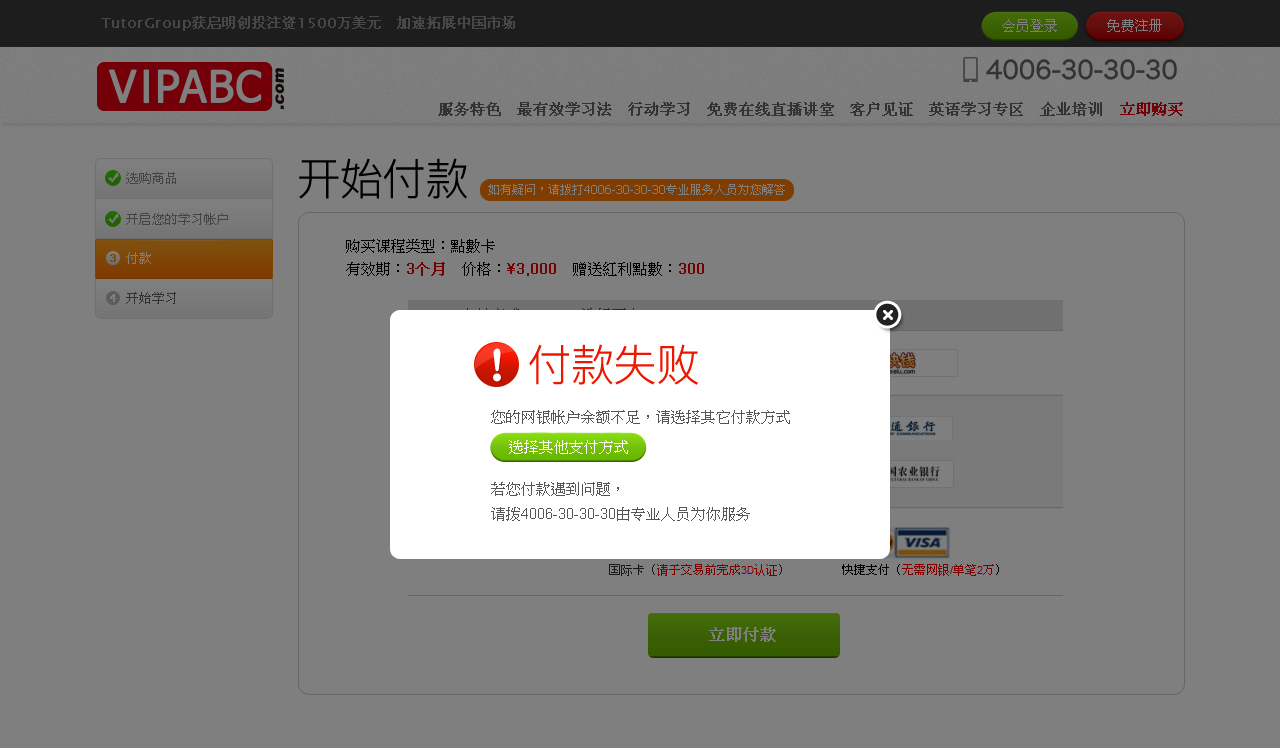 TutorGroup获启明创投注资1500万美元 加速拓展中国市场
会员登录 免费注册
VIPABC.com
4006-30-30-30
服务特色 最有效学习法 行动学习 免费在线直播讲堂 客户见证 英语学习专区 企业培训 立即购买
选购商品
开启您的学习帐户
3 付款
4 开始学习
开始付款
如有疑问，请拨打4006-30-30-30专业服务人员为您解答
购买课程类型：點數卡
有效期：3个月 价格：¥3,000 赠送紅利點數：300
付款失败
您的网银帐户余额不足，请选择其它付款方式
选择其他支付方式
若您付款遇到问题，
请拨4006-30-30-30由专业人员为你服务
通银行
农业银行
VISA
国际卡（请于交易前完成3D认证） 快捷支付（无需网银/单笔2万）
立即付款